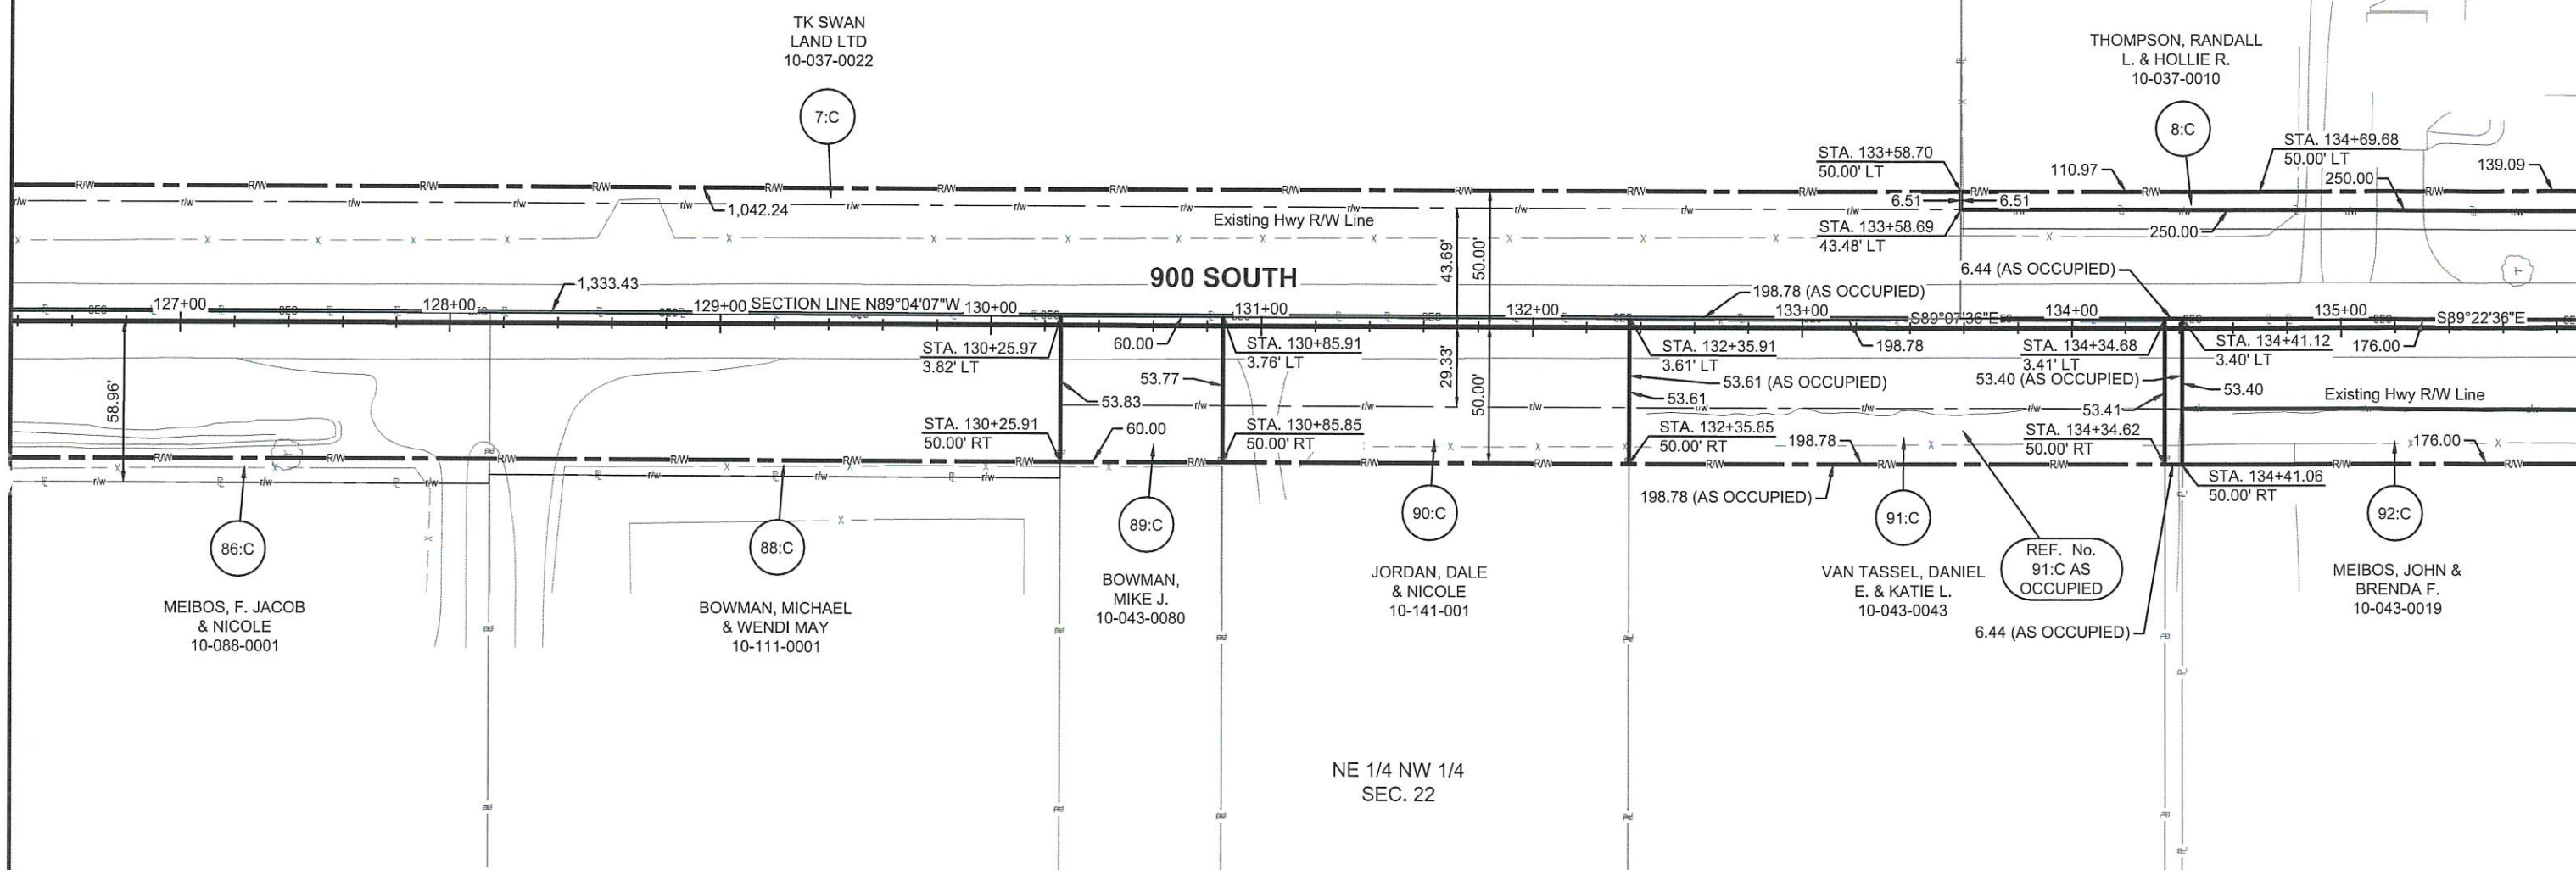 TK SWAN
LAND LTD
10-037-0022
7:C
THOMPSON, RANDALL
L. & HOLLIE R.
10-037-0010
8:C
STA. 133+58.70
50.00' LT
110.97
STA. 134+69.68
50.00' LT
250.00
139.09
R/W R/W R/W R/W R/W R/W R/W R/W R/W R/W R/W R/W R/W R/W R/W
1,042.24
Existing Hwy R/W Line
6.51
6.51
r/w r/w r/w r/w r/w r/w r/w r/w r/w r/w r/w r/w
STA. 133+58.69
43.48' LT
250.00
43.69'
50.00'
900 SOUTH
6.44 (AS OCCUPIED)
1,333.43
198.78 (AS OCCUPIED)
127+00
128+00
129+00
SECTION LINE N89°04'07"W
130+00
131+00
132+00
133+00
S89°07'36"E
134+00
135+00
S89°22'36"E
58.96'
STA. 130+25.97
3.82' LT
60.00
STA. 130+85.91
3.76' LT
53.77
53.83
29.33'
50.00'
STA. 132+35.91
3.61' LT
53.61 (AS OCCUPIED)
53.61
198.78
STA. 134+34.68
3.41' LT
53.40 (AS OCCUPIED)
53.41
STA. 134+41.12
3.40' LT
176.00
53.40
Existing Hwy R/W Line
STA. 130+25.91
50.00' RT
60.00
STA. 130+85.85
50.00' RT
STA. 132+35.85
50.00' RT
198.78
STA. 134+34.62
50.00' RT
176.00
R/W R/W R/W R/W R/W R/W R/W R/W R/W R/W R/W R/W R/W R/W
STA. 134+41.06
50.00' RT
198.78 (AS OCCUPIED)
86:C
88:C
89:C
90:C
91:C
92:C
MEIBOS, F. JACOB
& NICOLE
10-088-0001
BOWMAN, MICHAEL
& WENDI MAY
10-111-0001
BOWMAN,
MIKE J.
10-043-0080
JORDAN, DALE
& NICOLE
10-141-001
VAN TASSEL, DANIEL
E. & KATIE L.
10-043-0043
REF. No.
91:C AS
OCCUPIED
6.44 (AS OCCUPIED)
MEIBOS, JOHN &
BRENDA F.
10-043-0019
NE 1/4 NW 1/4
SEC. 22